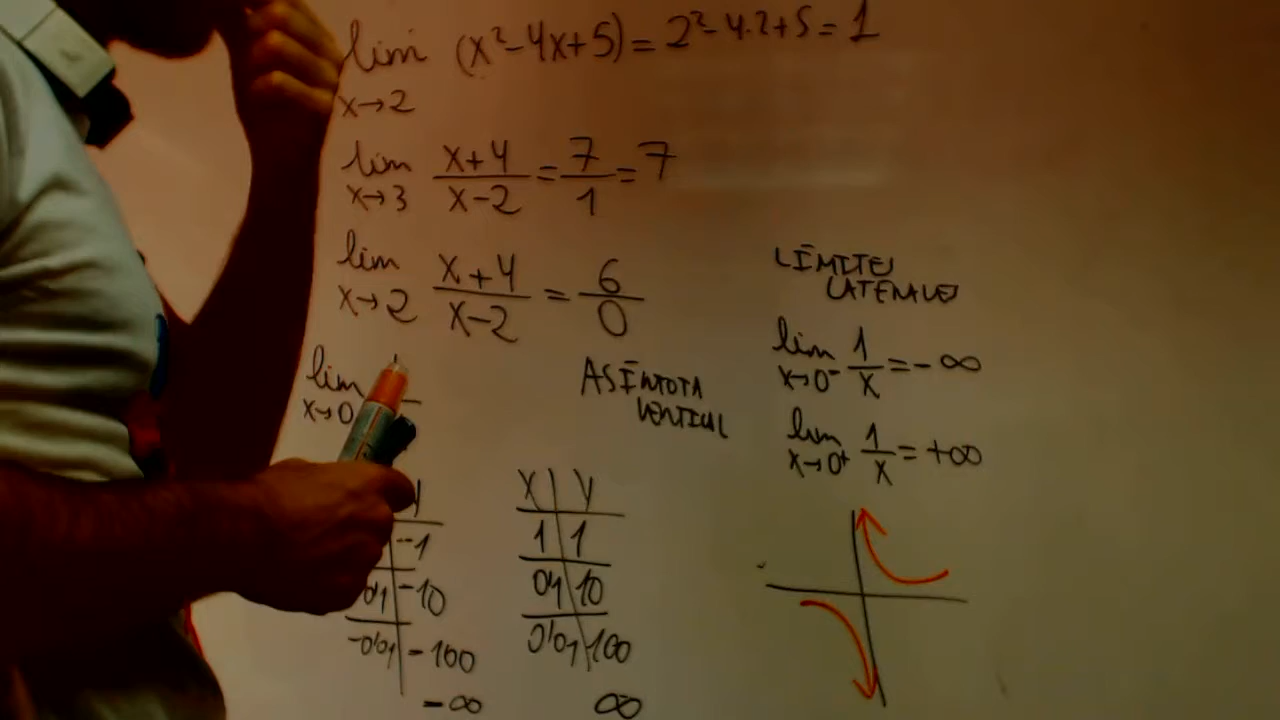 lim (x²-4x+5) = 2²-4.2+5 = 1
x→2
lim x+4 / x-2 = 7/1 = 7
x→3
lim x+4 / x-2 = 6/0
x→2
lim
x→0
ASÍNTOTA
VERTICAL
LÍMITES
LATERALES
lim 1/x = -∞
x→0⁻
lim 1/x = +∞
x→0⁺
-1
-10
-0'01 -100
-∞
X Y
1 1
0'1 10
0'01 100
∞